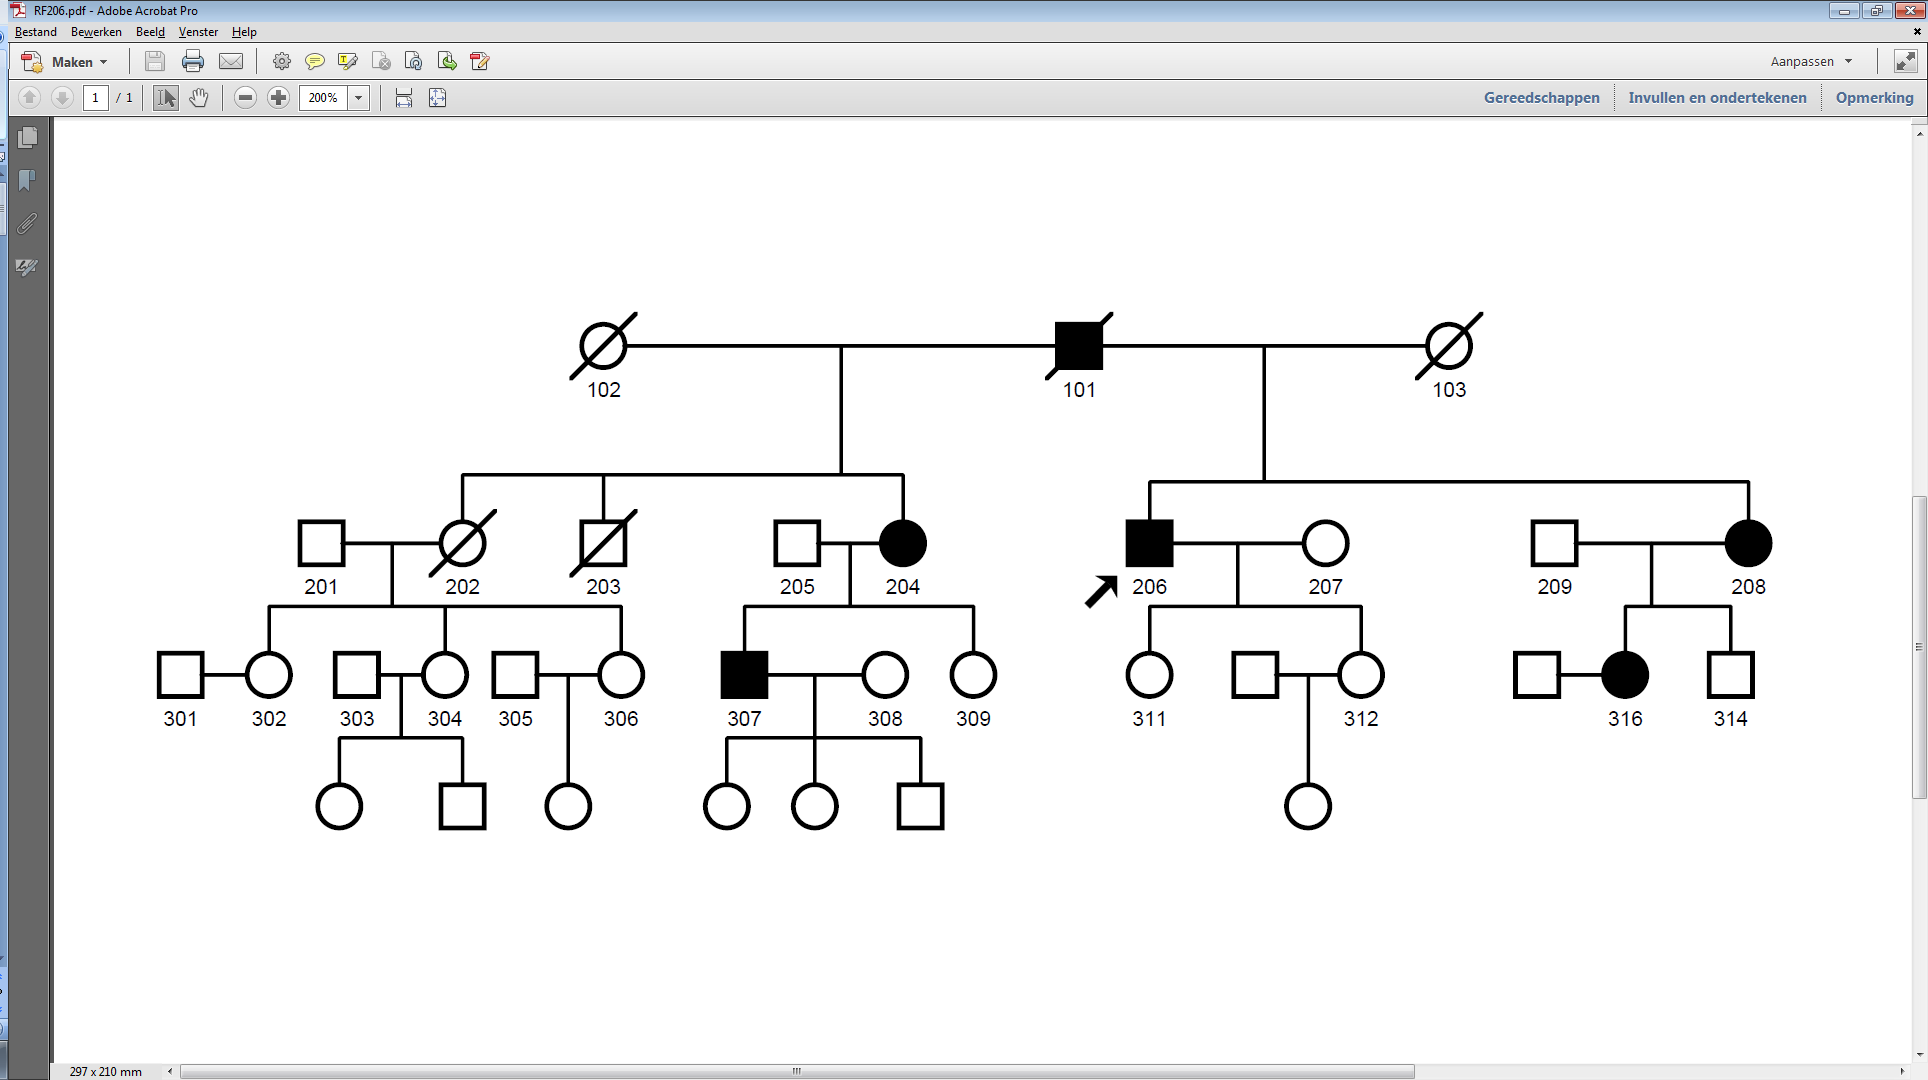 RF206.pdf - Adobe Acrobat Pro
Bestand Bewerken Beeld Venster Help
Maken Aanpassen
1 / 1 200% Gereedschappen Invullen en ondertekenen Opmerking
102 101 103
201 202 203 205 204 206 207 209 208
301 302 303 304 305 306 307 308 309 311 312 316 314
297 x 210 mm